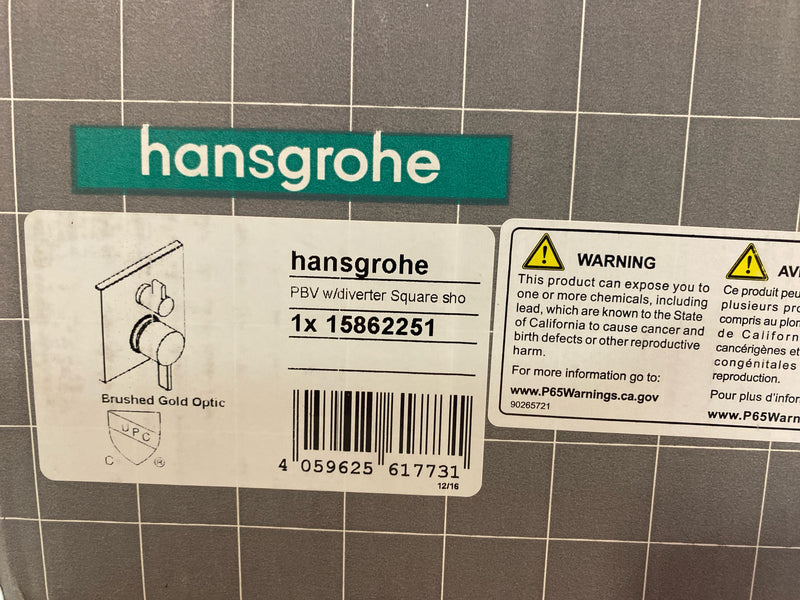 hansgrohe
hansgrohe
PBV w/diverter Square sho
1x 15862251
Brushed Gold Optic
UPC
C ®
4 059625 617731
12/16
WARNING
This product can expose you to
one or more chemicals, including
lead, which are known to the State
of California to cause cancer and
birth defects or other reproductive
harm.
For more information go to:
www.P65Warnings.ca.gov
90265721
Ce produit peu
plusieurs pro
compris au plon
de Californ
cancérigènes et
congénitales
reproduction.
Pour plus d'infor
www.P65Warn